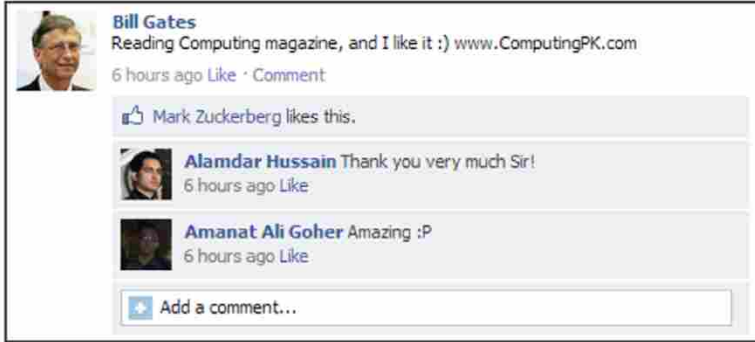 Bill Gates
Reading Computing magazine, and I like it :) www.ComputingPK.com
6 hours ago Like · Comment
Mark Zuckerberg likes this.
Alamdar Hussain Thank you very much Sir!
6 hours ago Like
Amanat Ali Goher Amazing :P
6 hours ago Like
Add a comment...